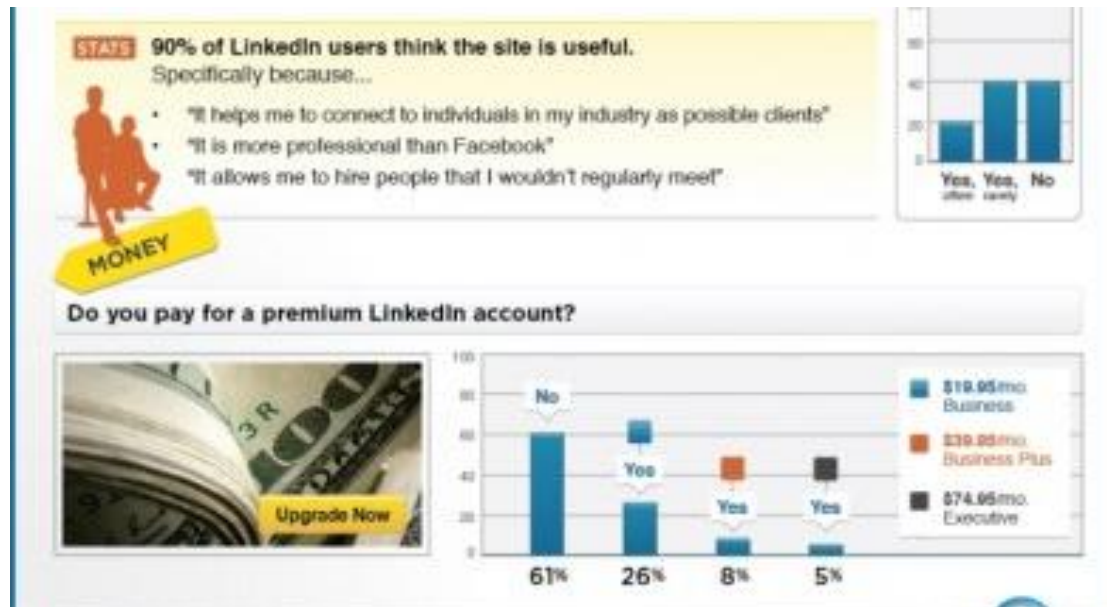 STATS 90% of LinkedIn users think the site is useful.
Specifically because...
• "It helps me to connect to individuals in my industry as possible clients"
• "It is more professional than Facebook"
"It allows me to hire people that I wouldn't regularly meet"
40
20
0
Yes, often
Yes, rarely
No
MONEY
Do you pay for a premium LinkedIn account?
3 R
100
Upgrade Now
100
80
60
40
20
0
No
Yes
Yes
Yes
61%
26%
8%
5%
$19.95/mo.
Business
$39.95/mo.
Business Plus
$74.95/mo.
Executive